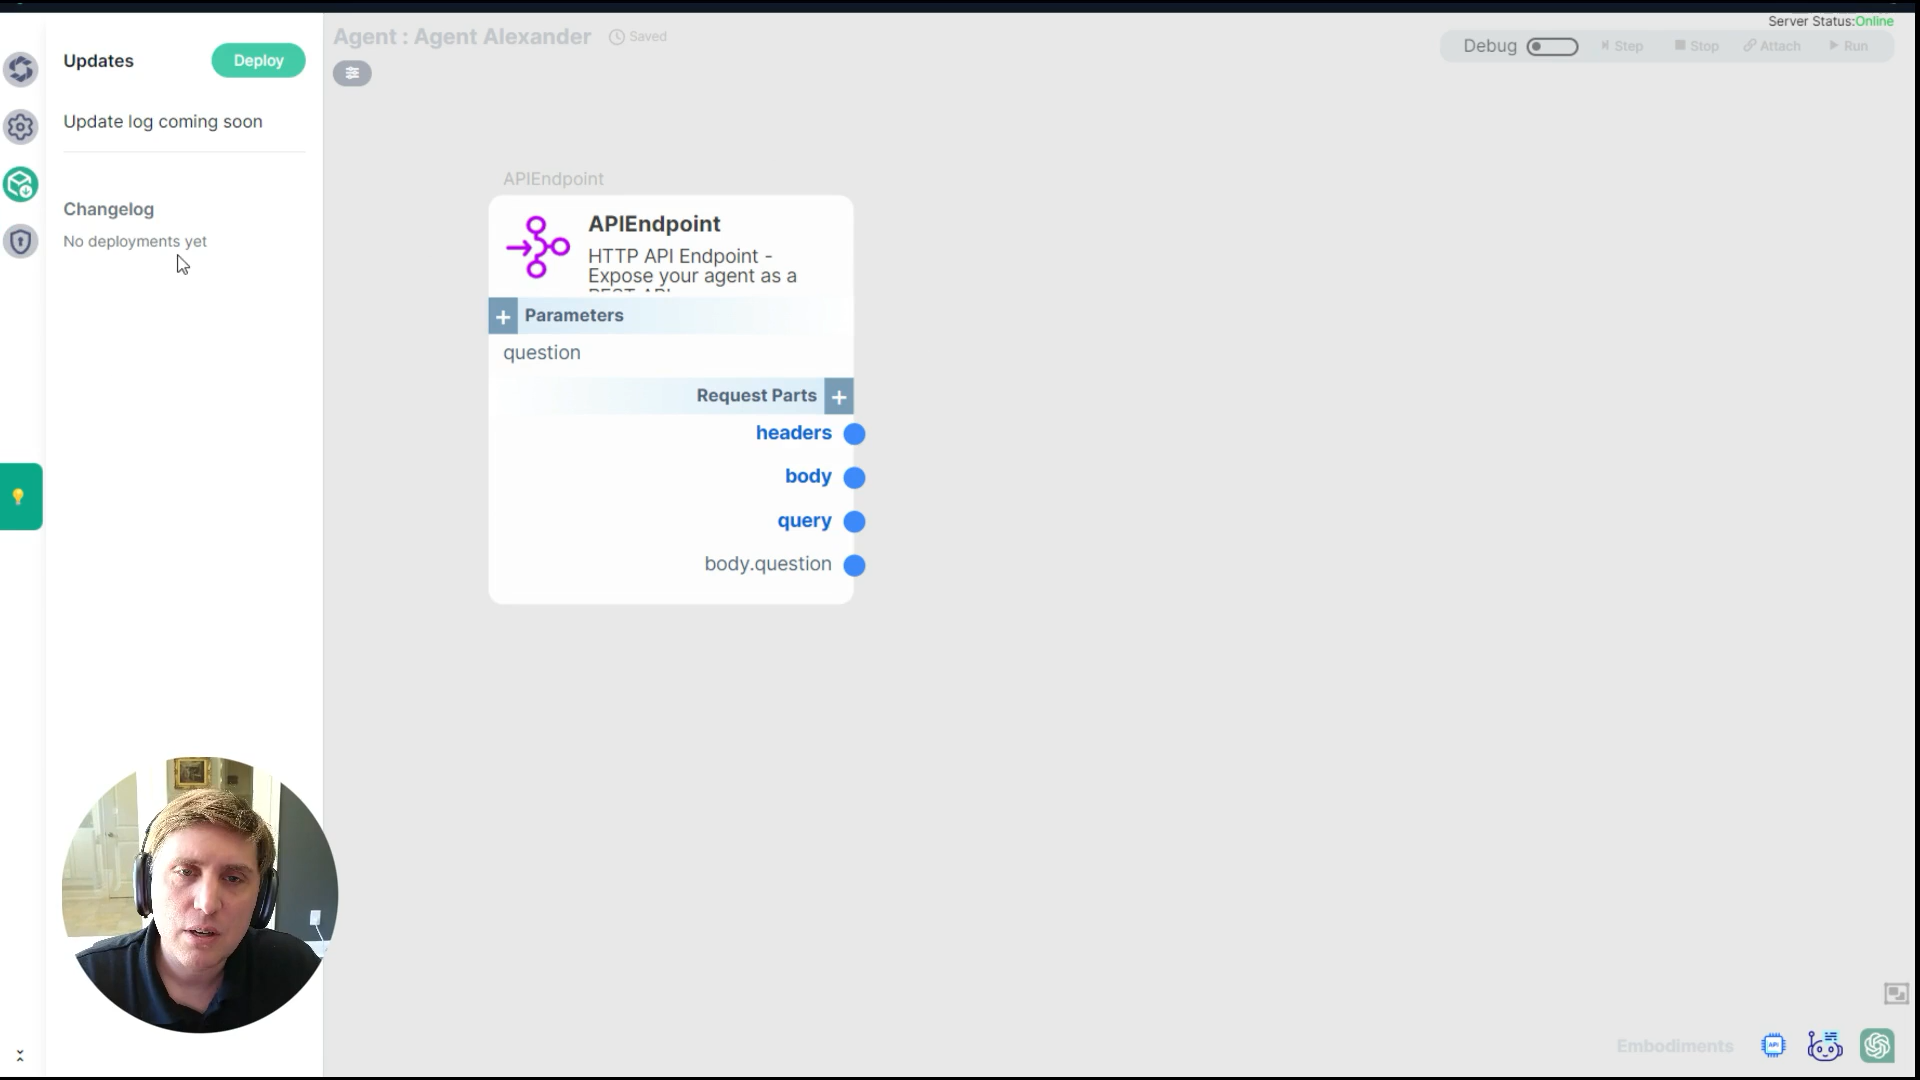 Server Status:Online
Agent : Agent Alexander
Saved
Debug
Step
Stop
Attach
Run
Updates
Deploy
Update log coming soon
Changelog
No deployments yet
APIEndpoint
APIEndpoint
HTTP API Endpoint -
Expose your agent as a
REST API
+ Parameters
question
Request Parts +
headers
body
query
body.question
Embodiments
API